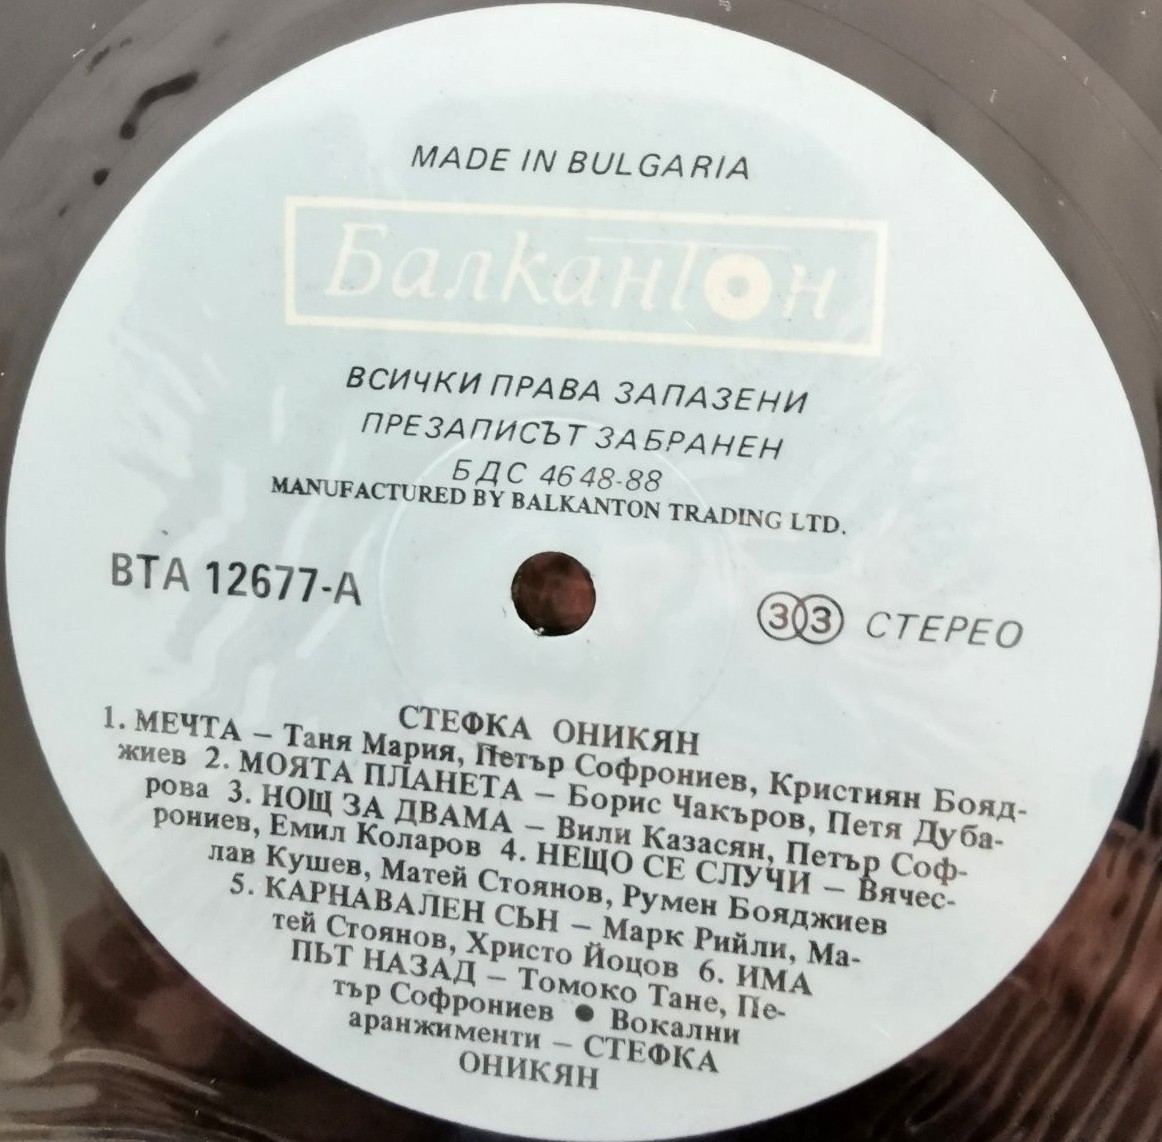 MADE IN BULGARIA
Балкантон
ВСИЧКИ ПРАВА ЗАПАЗЕНИ
ПРЕЗАПИСЪТ ЗАБРАНЕН
БДС 4648-88
MANUFACTURED BY BALKANTON TRADING LTD.
ВТА 12677-А
33 СТЕРЕО
СТЕФКА ОНИКЯН
1. МЕЧТА – Таня Мария, Петър Софрониев, Кристиян Бояд-
жиев 2. МОЯТА ПЛАНЕТА – Борис Чакъров, Петя Дуба-
рова 3. НОЩ ЗА ДВАМА – Вили Казасян, Петър Соф-
рониев, Емил Коларов 4. НЕЩО СЕ СЛУЧИ – Вячес-
лав Кушев, Матей Стоянов, Румен Бояджиев
5. КАРНАВАЛЕН СЪН – Марк Рийли, Ма-
тей Стоянов, Христо Йоцов 6. ИМА
ПЪТ НАЗАД – Томоко Тане, Пе-
тър Софрониев ● Вокални
аранжименти – СТЕФКА
ОНИКЯН